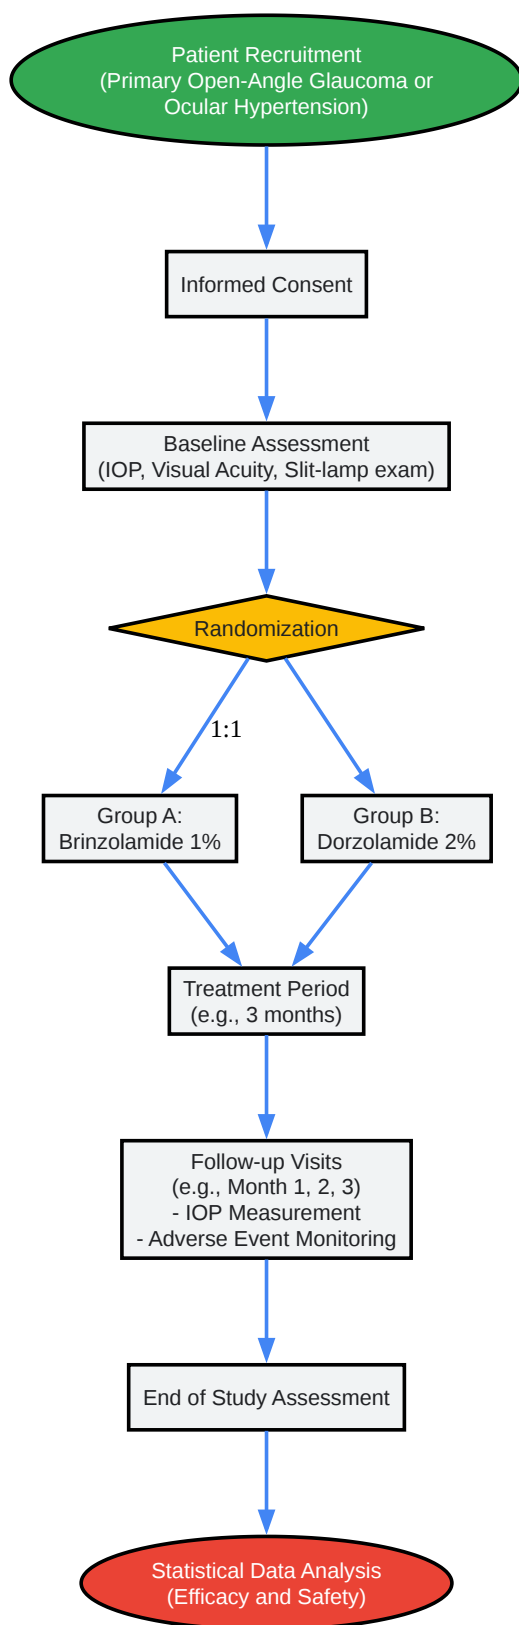 Patient Recruitment
(Primary Open-Angle Glaucoma or
Ocular Hypertension)
Informed Consent
Baseline Assessment
(IOP, Visual Acuity, Slit-lamp exam)
Randomization
1:1
Group A:
Brinzolamide 1%
Group B:
Dorzolamide 2%
Treatment Period
(e.g., 3 months)
Follow-up Visits
(e.g., Month 1, 2, 3)
- IOP Measurement
- Adverse Event Monitoring
End of Study Assessment
Statistical Data Analysis
(Efficacy and Safety)